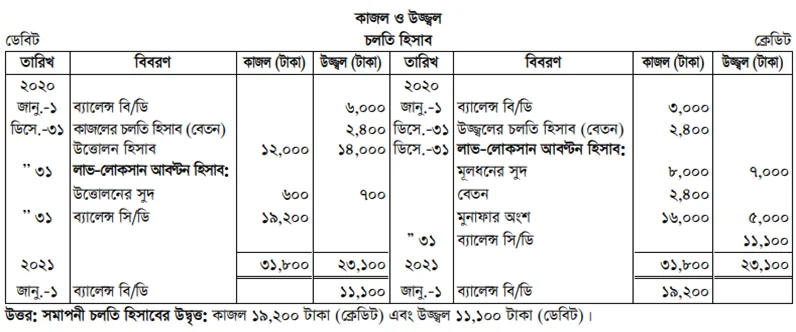 কাজল ও উজ্জ্বল
ডেবিট চলতি হিসাব ক্রেডিট
তারিখ বিবরণ কাজল (টাকা) উজ্জ্বল (টাকা) তারিখ বিবরণ কাজল (টাকা) উজ্জ্বল (টাকা)
২০২০ ২০২০
জানু.-১ ব্যালেন্স বি/ডি ৬,০০০ জানু.-১ ব্যালেন্স বি/ডি ৩,০০০
ডিসে.-৩১ কাজলের চলতি হিসাব (বেতন) ২,৪০০ ডিসে.-৩১ উজ্জ্বলের চলতি হিসাব (বেতন) ২,৪০০
উত্তোলন হিসাব ১২,০০০ ১৪,০০০ ডিসে.-৩১ লাভ-লোকসান আবণ্টন হিসাব:
” ৩১ লাভ-লোকসান আবণ্টন হিসাব: মূলধনের সুদ ৮,০০০ ৭,০০০
উত্তোলনের সুদ ৬০০ ৭০০ বেতন ২,৪০০
” ৩১ ব্যালেন্স সি/ডি ১৯,২০০ মুনাফার অংশ ১৬,০০০ ৫,০০০
” ৩১ ব্যালেন্স সি/ডি ১১,১০০
২০২১ ৩১,৮০০ ২৩,১০০ ২০২১ ৩১,৮০০ ২৩,১০০
জানু.-১ ব্যালেন্স বি/ডি ১১,১০০ জানু.-১ ব্যালেন্স বি/ডি ১৯,২০০
উত্তর: সমাপনী চলতি হিসাবের উদ্বৃত্ত: কাজল ১৯,২০০ টাকা (ক্রেডিট) এবং উজ্জ্বল ১১,১০০ টাকা (ডেবিট)।